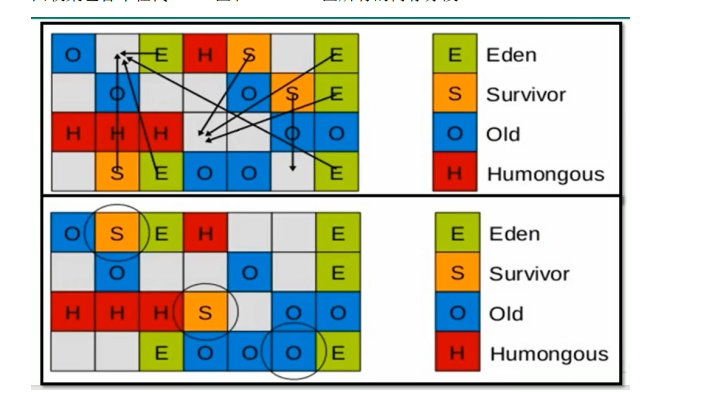 O E H S E E Eden
O O S E S Survivor
H H H O O O Old
S E O O E H Humongous
O S E H E E Eden
O O E S Survivor
H H H S O O O Old
E O O O E H Humongous